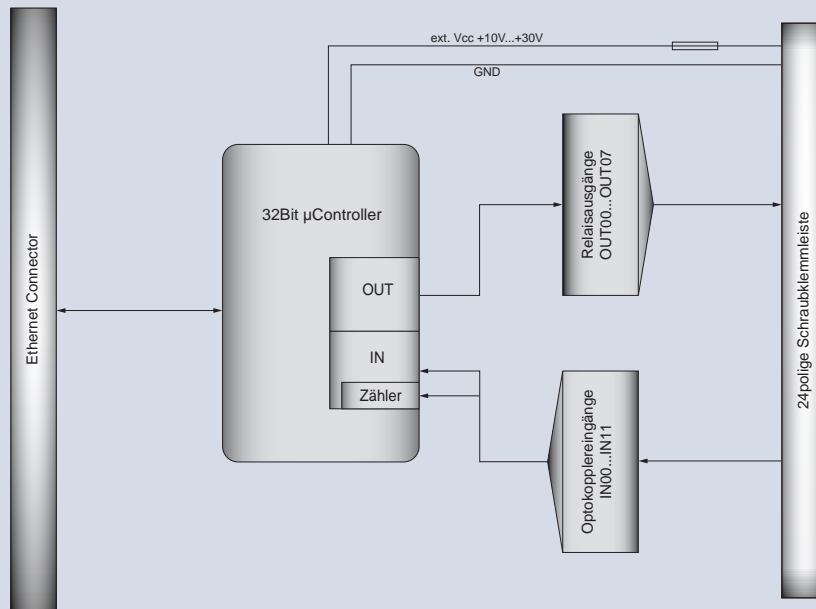 ext. Vcc +10V...+30V
GND
Ethernet Connector
32Bit µController
OUT
IN
Zähler
Relaisausgänge
OUT00... OUT07
Optokopplereingänge
IN00...IN11
24polige Schraubklemmleiste